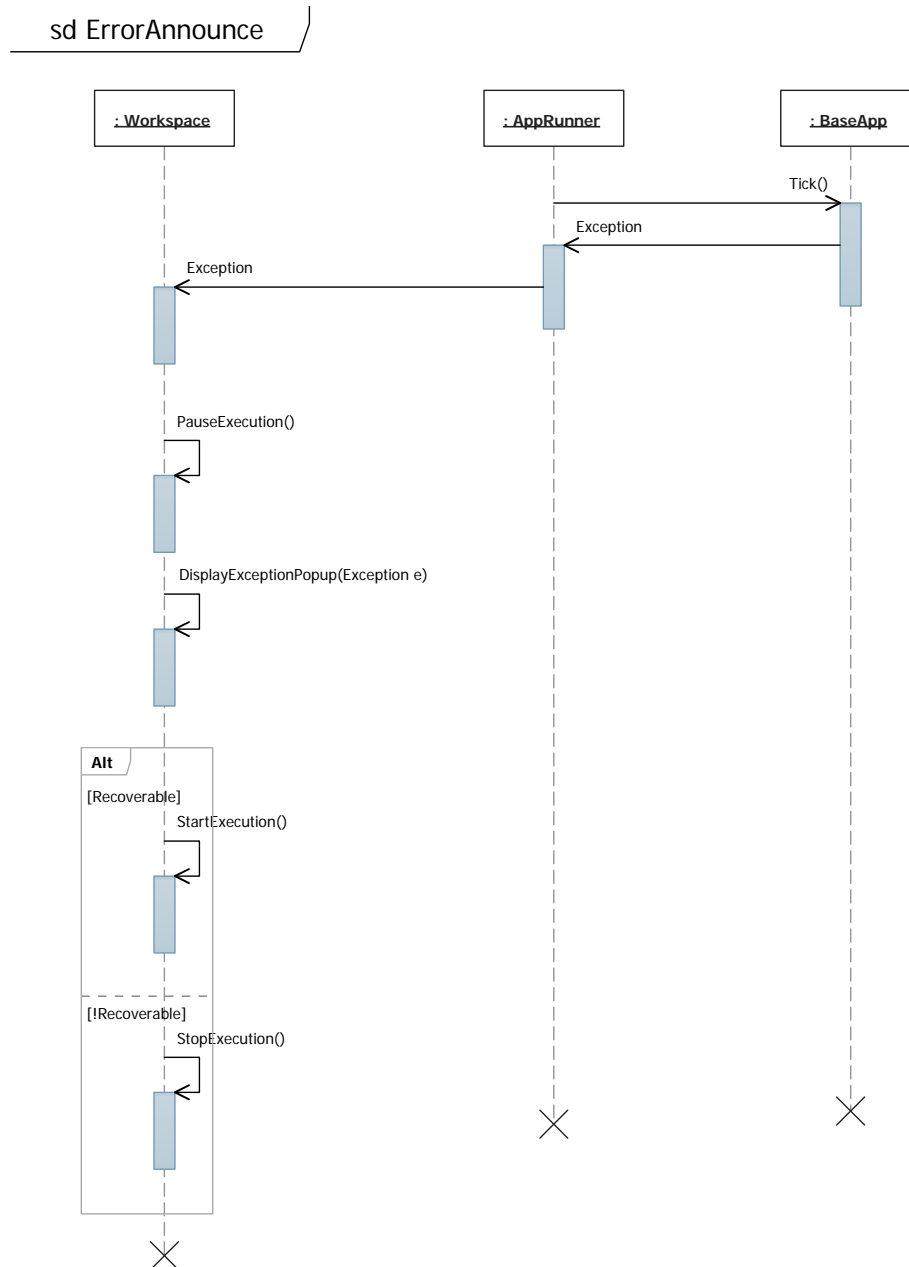 sd ErrorAnnounce
: Workspace
: AppRunner
: BaseApp
Tick()
Exception
Exception
PauseExecution()
DisplayExceptionPopup(Exception e)
Alt
[Recoverable]
StartExecution()
[!Recoverable]
StopExecution()